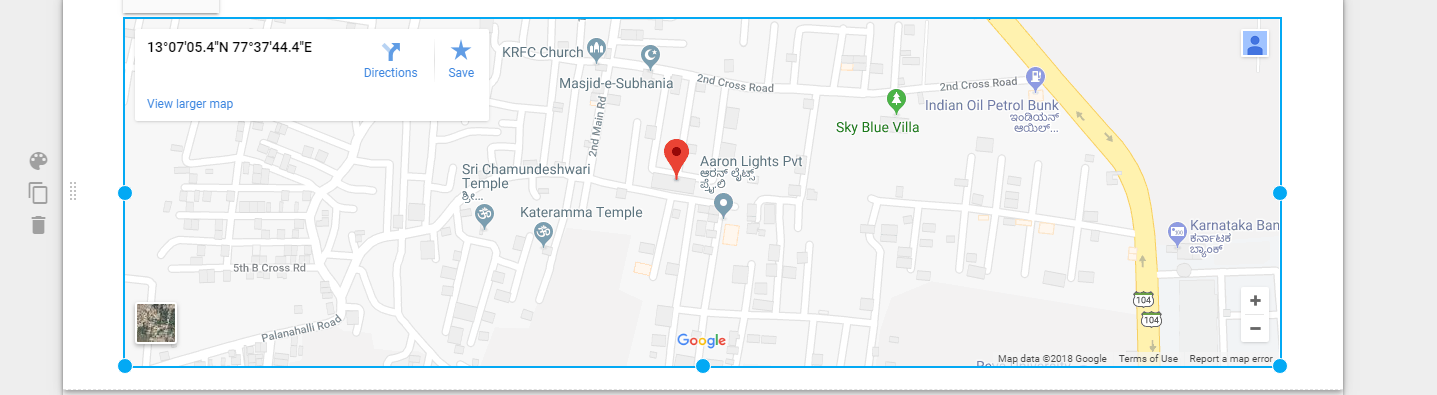 13°07'05.4"N 77°37'44.4"E
Directions
Save
View larger map
KRFC Church
Masjid-e-Subhania
2nd Cross Road
2nd Cross Road
Indian Oil Petrol Bunk
ಇಂಡಿಯನ್
ಆಯಿಲ್...
Sky Blue Villa
2nd Main Rd
Aaron Lights Pvt
ಆರನ್ ಲೈಟ್ಸ್
ಪ್ರೈ.ಲಿ
Sri Chamundeshwari
Temple
ಶ್ರೀ...
Kateramma Temple
Karnataka Ban
ಕರ್ನಾಟಕ
ಬ್ಯಾಂಕ್
5th B Cross Rd
Palanahalli Road
104
104
Google
Map data ©2018 Google
Terms of Use
Report a map error